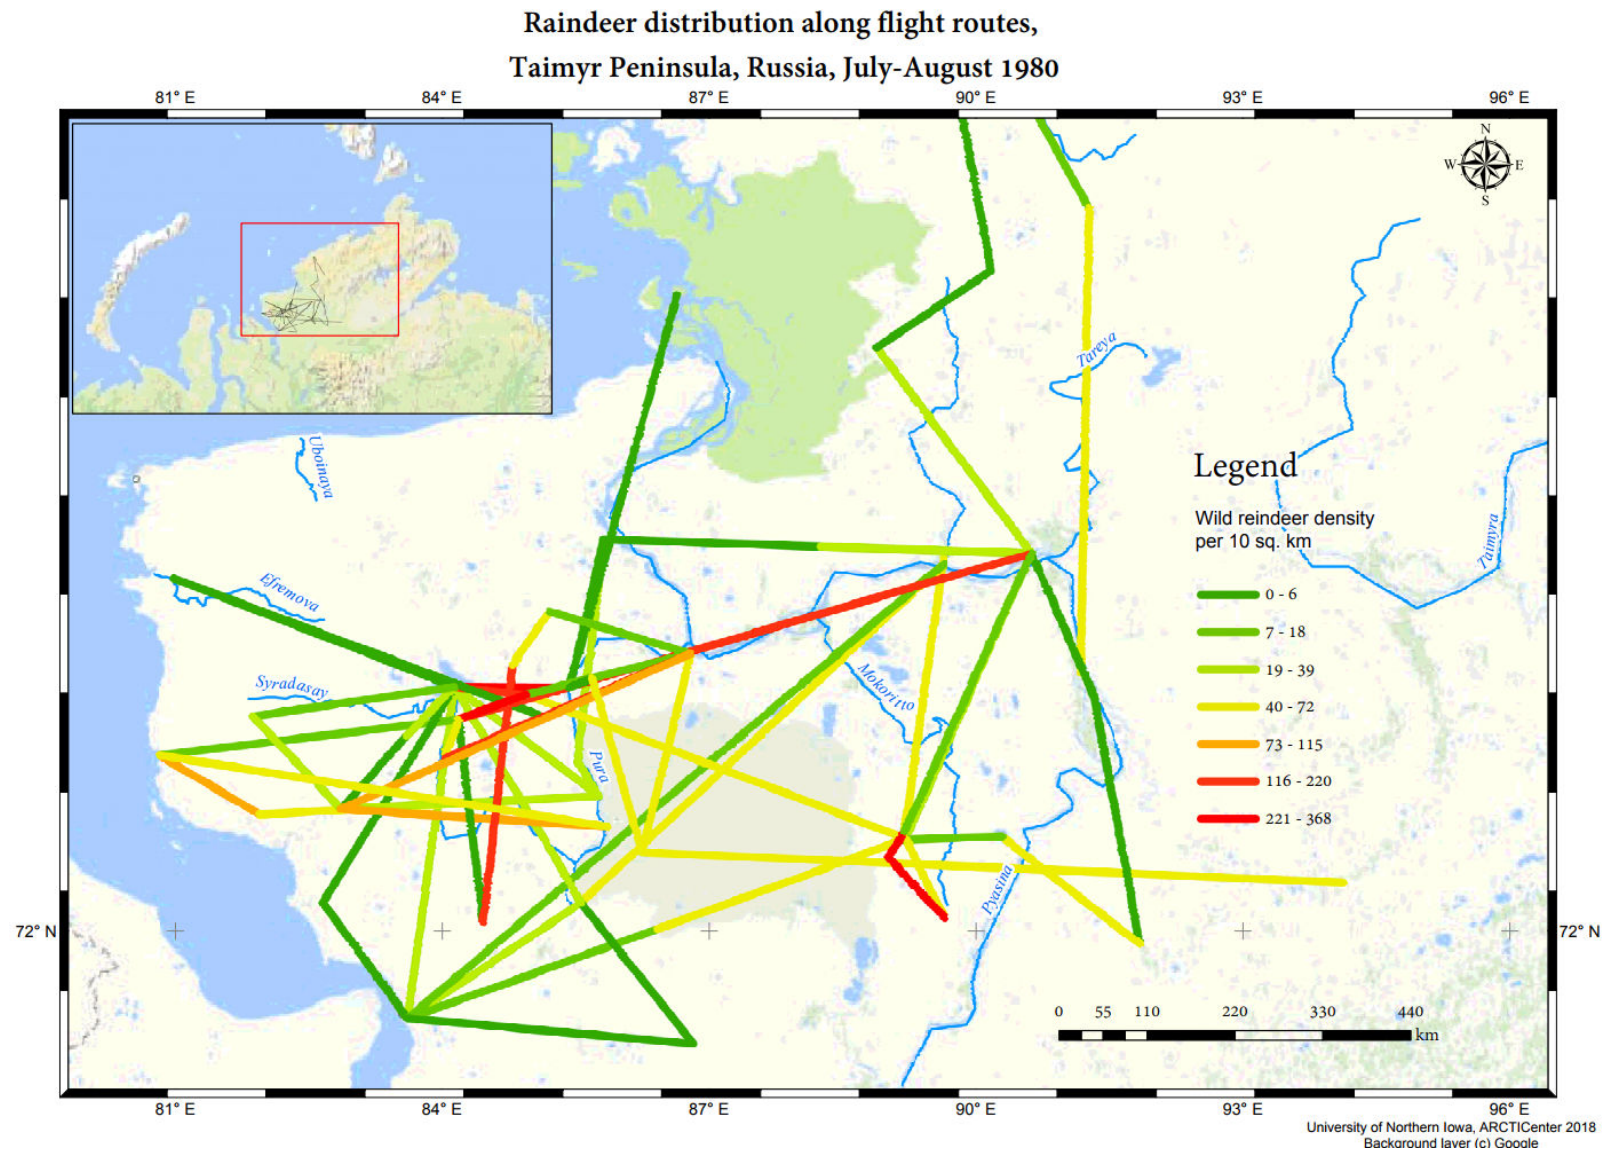 Raindeer distribution along flight routes,
Taimyr Peninsula, Russia, July-August 1980
81° E 84° E 87° E 90° E 93° E 96° E
N
W E
S
Tareya
Uboinaya
Legend
Wild reindeer density
per 10 sq. km
0 - 6
7 - 18
19 - 39
40 - 72
73 - 115
116 - 220
221 - 368
Taimyra
Efremova
Syradasay
Mokoritto
Pura
Pyasina
72° N 72° N
0 55 110 220 330 440
km
81° E 84° E 87° E 90° E 93° E 96° E
University of Northern Iowa, ARCTICenter 2018
Background layer (c) Google